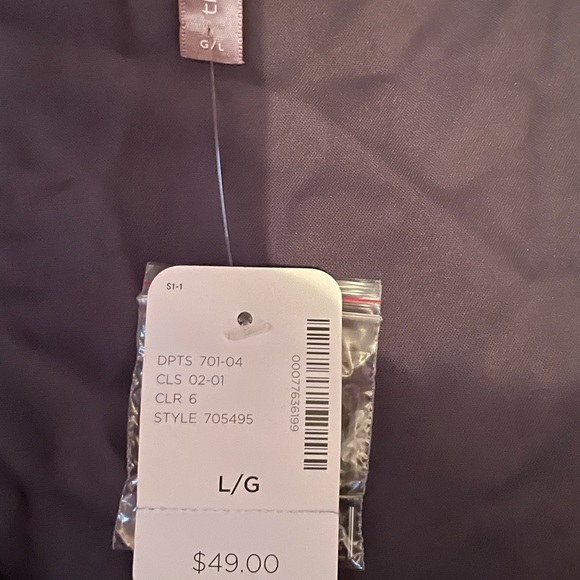 G/L
S1-1
DPTS 701-04
CLS 02-01
CLR 6
STYLE 705495
00077636199
L/G
$49.00